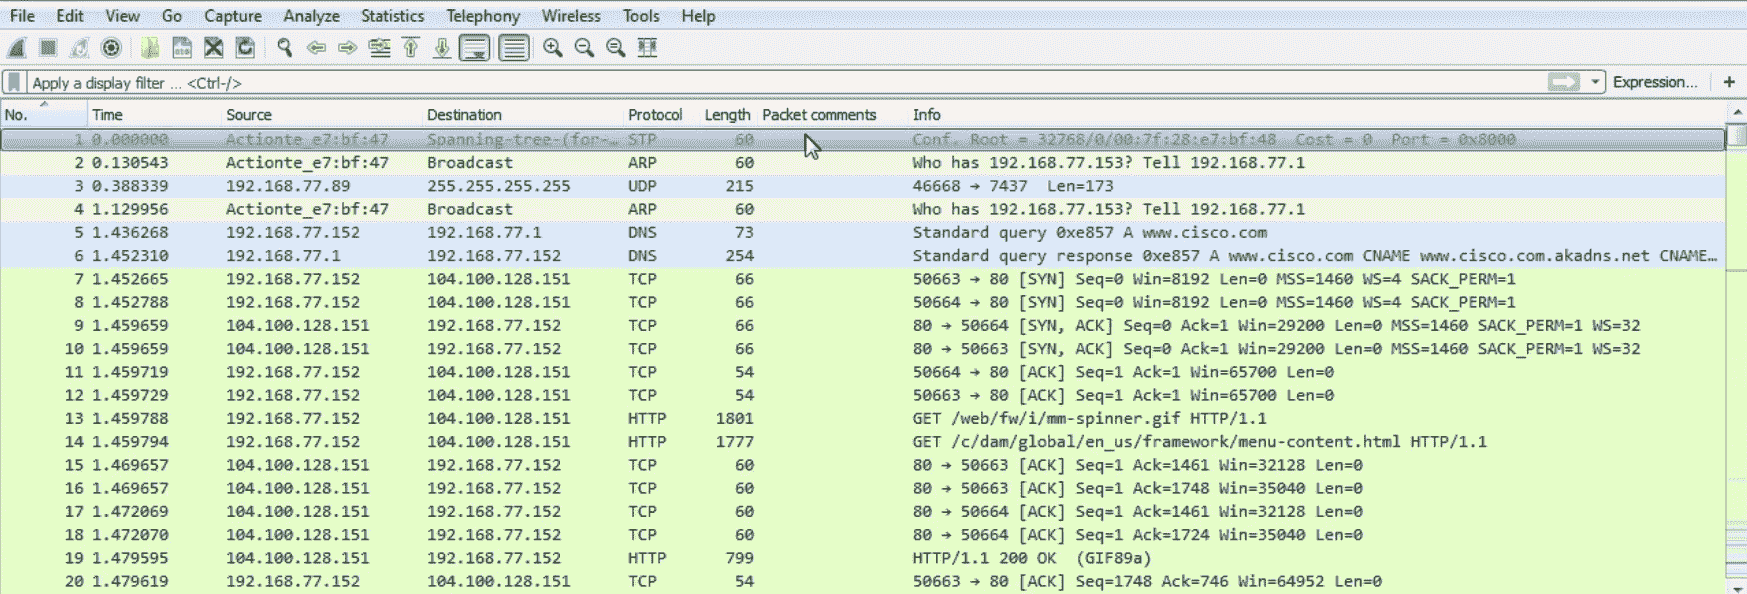 File Edit View Go Capture Analyze Statistics Telephony Wireless Tools Help
Apply a display filter ... <Ctrl-/> Expression... +
No. Time Source Destination Protocol Length Packet comments Info
1 0.000000 Actionte_e7:bf:47 Spanning-tree-(for-… STP 60 Conf. Root = 32768/0/00:7f:28:e7:bf:48 Cost = 0 Port = 0x8000
2 0.130543 Actionte_e7:bf:47 Broadcast ARP 60 Who has 192.168.77.153? Tell 192.168.77.1
3 0.388339 192.168.77.89 255.255.255.255 UDP 215 46668 → 7437 Len=173
4 1.129956 Actionte_e7:bf:47 Broadcast ARP 60 Who has 192.168.77.153? Tell 192.168.77.1
5 1.436268 192.168.77.152 192.168.77.1 DNS 73 Standard query 0xe857 A www.cisco.com
6 1.452310 192.168.77.1 192.168.77.152 DNS 254 Standard query response 0xe857 A www.cisco.com CNAME www.cisco.com.akadns.net CNAME…
7 1.452665 192.168.77.152 104.100.128.151 TCP 66 50663 → 80 [SYN] Seq=0 Win=8192 Len=0 MSS=1460 WS=4 SACK_PERM=1
8 1.452788 192.168.77.152 104.100.128.151 TCP 66 50664 → 80 [SYN] Seq=0 Win=8192 Len=0 MSS=1460 WS=4 SACK_PERM=1
9 1.459659 104.100.128.151 192.168.77.152 TCP 66 80 → 50664 [SYN, ACK] Seq=0 Ack=1 Win=29200 Len=0 MSS=1460 SACK_PERM=1 WS=32
10 1.459659 104.100.128.151 192.168.77.152 TCP 66 80 → 50663 [SYN, ACK] Seq=0 Ack=1 Win=29200 Len=0 MSS=1460 SACK_PERM=1 WS=32
11 1.459719 192.168.77.152 104.100.128.151 TCP 54 50664 → 80 [ACK] Seq=1 Ack=1 Win=65700 Len=0
12 1.459729 192.168.77.152 104.100.128.151 TCP 54 50663 → 80 [ACK] Seq=1 Ack=1 Win=65700 Len=0
13 1.459788 192.168.77.152 104.100.128.151 HTTP 1801 GET /web/fw/i/mm-spinner.gif HTTP/1.1
14 1.459794 192.168.77.152 104.100.128.151 HTTP 1777 GET /c/dam/global/en_us/framework/menu-content.html HTTP/1.1
15 1.469657 104.100.128.151 192.168.77.152 TCP 60 80 → 50663 [ACK] Seq=1 Ack=1461 Win=32128 Len=0
16 1.469657 104.100.128.151 192.168.77.152 TCP 60 80 → 50663 [ACK] Seq=1 Ack=1748 Win=35040 Len=0
17 1.472069 104.100.128.151 192.168.77.152 TCP 60 80 → 50664 [ACK] Seq=1 Ack=1461 Win=32128 Len=0
18 1.472070 104.100.128.151 192.168.77.152 TCP 60 80 → 50664 [ACK] Seq=1 Ack=1724 Win=35040 Len=0
19 1.479595 104.100.128.151 192.168.77.152 HTTP 799 HTTP/1.1 200 OK (GIF89a)
20 1.479619 192.168.77.152 104.100.128.151 TCP 54 50663 → 80 [ACK] Seq=1748 Ack=746 Win=64952 Len=0